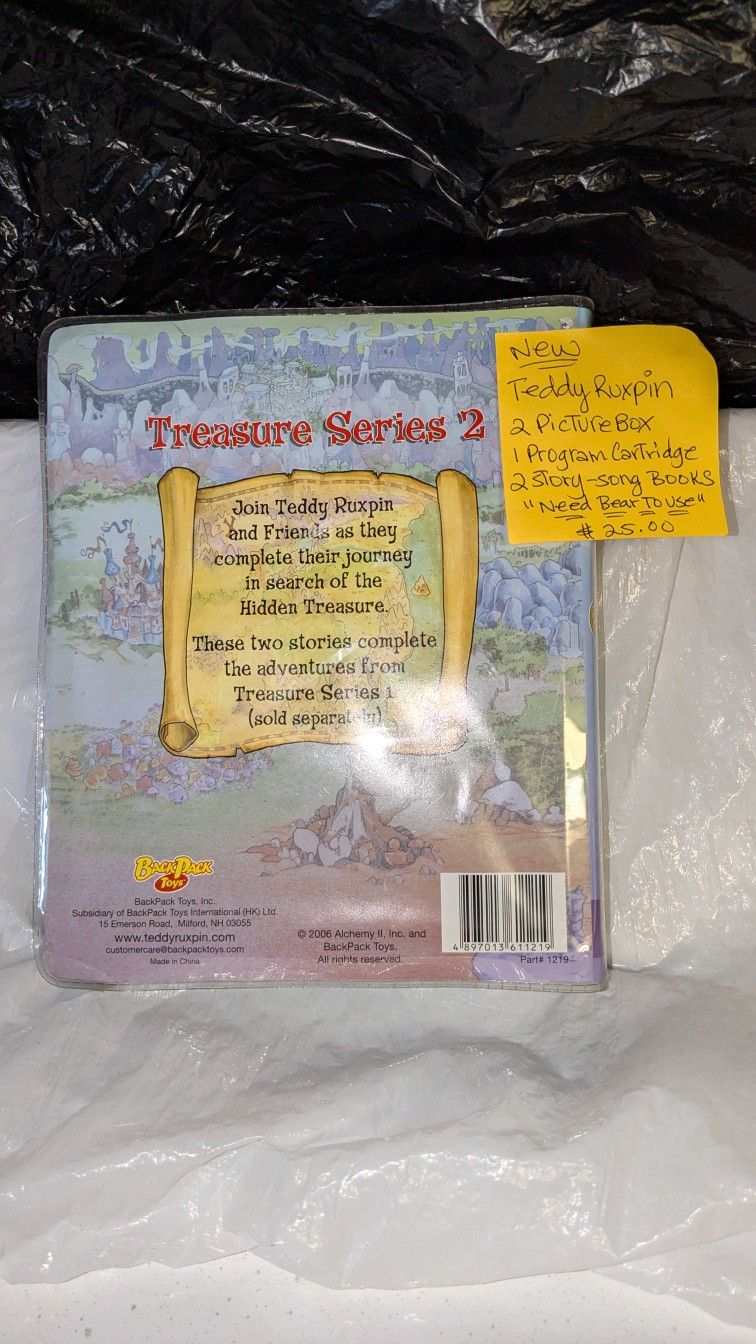 New
Teddy Ruxpin
2 Picture Box
1 Program Cartridge
2 Story-song Books
"Need Bear To Use"
$ 25.00
Treasure Series 2
Join Teddy Ruxpin
and Friends as they
complete their journey
in search of the
Hidden Treasure.
These two stories complete
the adventures from
Treasure Series 1
(sold separately)
BackPack
Toys
BackPack Toys, Inc.
Subsidiary of BackPack Toys International (HK) Ltd.
15 Emerson Road, Milford, NH 03055
www.teddyruxpin.com
customercare@backpacktoys.com
Made in China
© 2006 Alchemy II, Inc. and
BackPack Toys.
All rights reserved.
4 897013 611219
Part# 1219